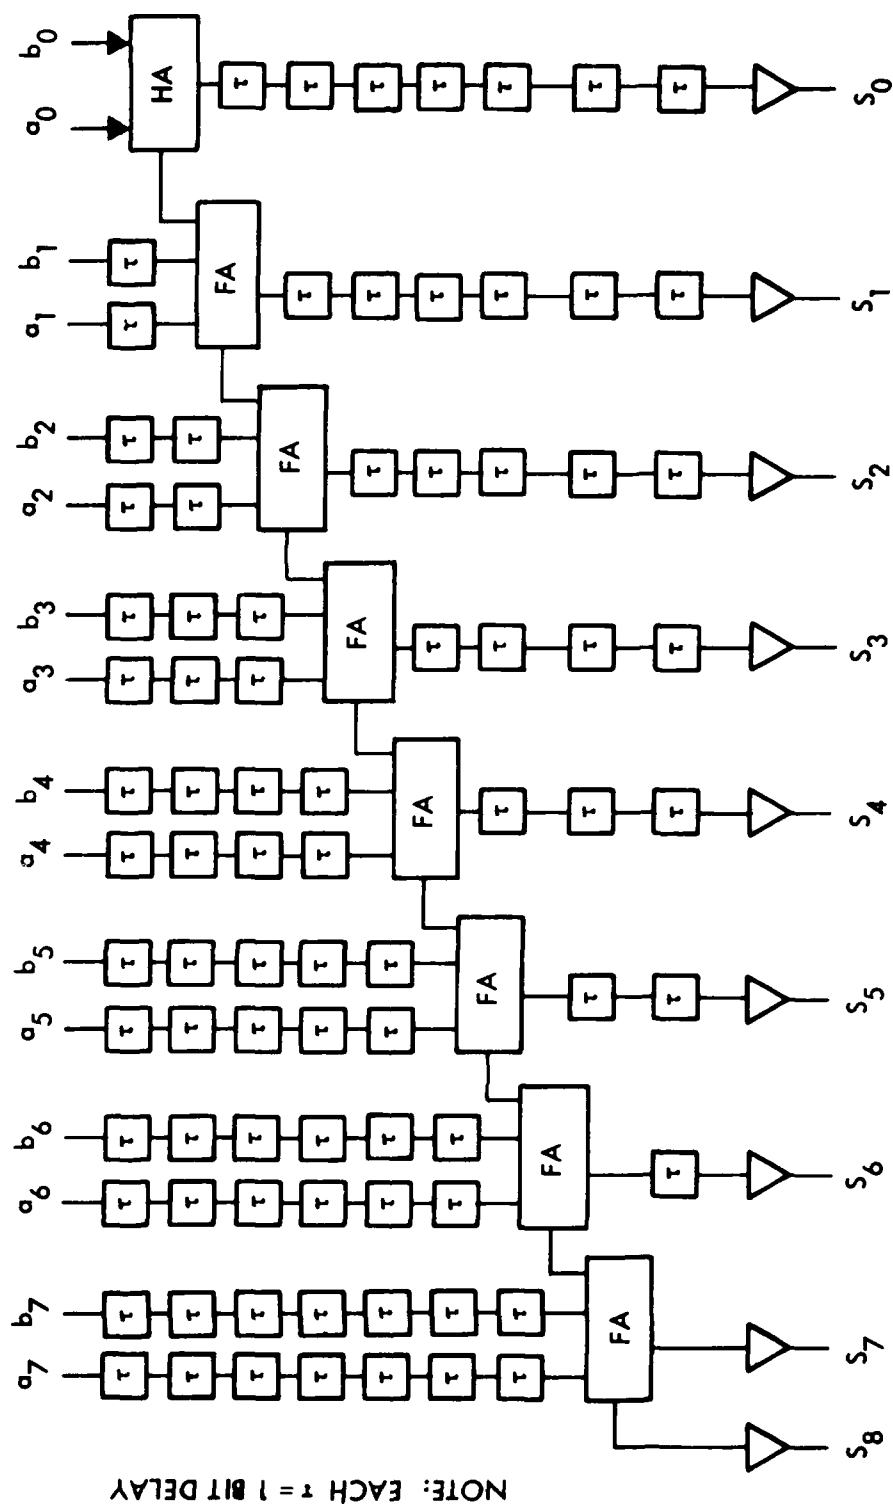 a7 b7 a6 b6 a5 b5 a4 b4 a3 b3 a2 b2 a1 b1 a0 b0
τ τ τ τ τ τ τ τ τ τ τ τ τ τ HA
τ τ τ τ τ τ τ τ τ τ τ τ FA τ
τ τ τ τ τ τ τ τ τ τ FA τ τ
τ τ τ τ τ τ τ τ FA τ τ τ
τ τ τ τ τ τ FA τ τ τ τ
τ τ τ τ FA τ τ τ τ τ
τ τ FA τ τ τ τ τ τ
FA τ τ τ τ τ τ τ
S8 S7 S6 S5 S4 S3 S2 S1 S0
NOTE: EACH τ = 1 BIT DELAY